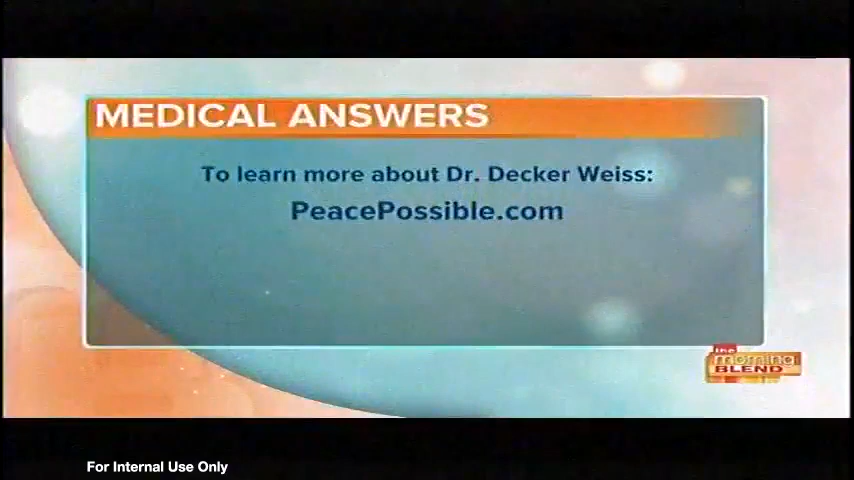 MEDICAL ANSWERS
To learn more about Dr. Decker Weiss:
PeacePossible.com
the
morning
BLEND
For Internal Use Only